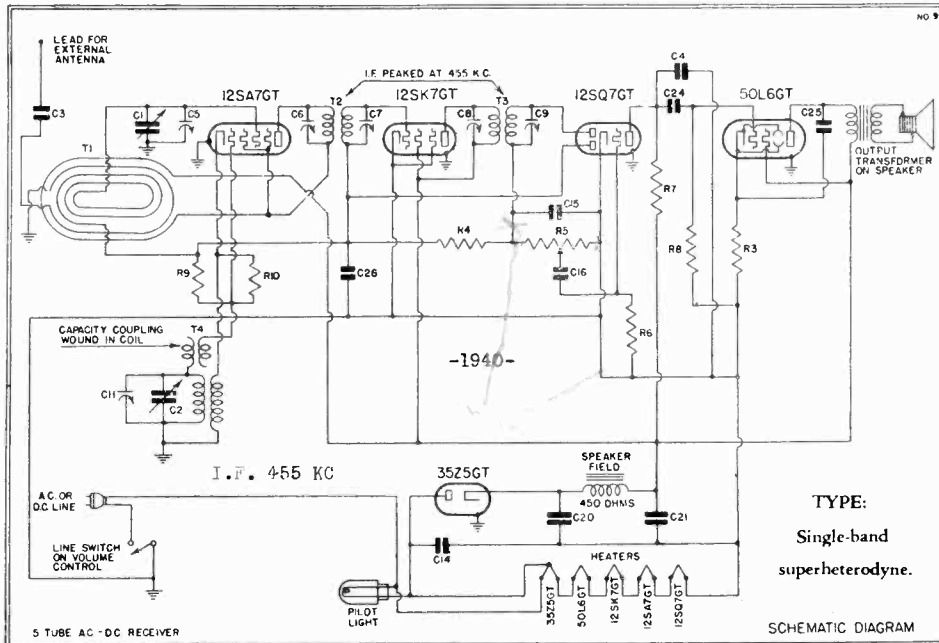 NO. 9
LEAD FOR
EXTERNAL
ANTENNA
I.F. PEAKED AT 455 K.C.
12SA7GT
12SK7GT
12SQ7GT
50L6GT
C3
T1
C1
C5
C6
T2
C7
C8
T3
C9
C4
C24
C25
OUTPUT
TRANSFORMER
ON SPEAKER
R7
R8
R3
C15
R4
R5
C16
R6
R9
R10
C26
CAPACITY COUPLING
WOUND IN COIL
T4
C11
C2
-1940-
I.F. 455 KC
35Z5GT
SPEAKER
FIELD
450 OHMS
C20
C21
C14
A.C. OR
D.C. LINE
LINE SWITCH
ON VOLUME
CONTROL
PILOT
LIGHT
HEATERS
35Z5GT
50L6GT
12SK7GT
12SA7GT
12SQ7GT
TYPE:
Single-band
superheterodyne.
5 TUBE AC-DC RECEIVER
SCHEMATIC DIAGRAM